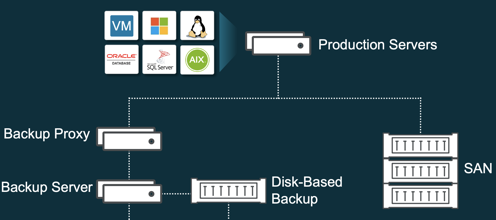 VM
ORACLE
DATABASE
SQL Server
AIX
Production Servers
Backup Proxy
Backup Server
Disk-Based
Backup
SAN